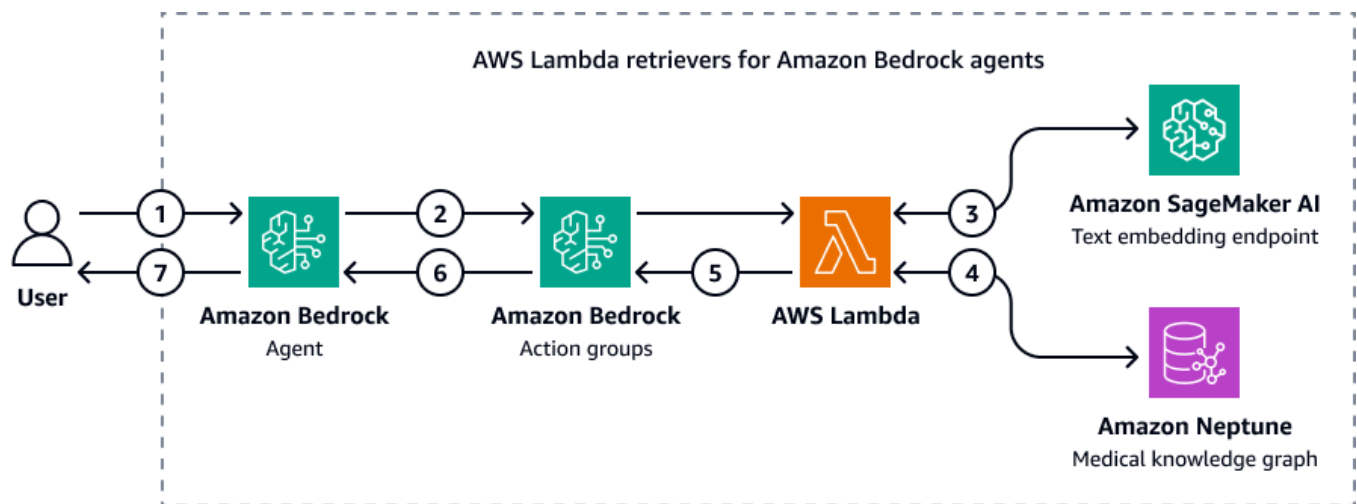 AWS Lambda retrievers for Amazon Bedrock agents
1
2
3
Amazon SageMaker AI
Text embedding endpoint
7
6
5
4
User
Amazon Bedrock
Agent
Amazon Bedrock
Action groups
AWS Lambda
Amazon Neptune
Medical knowledge graph